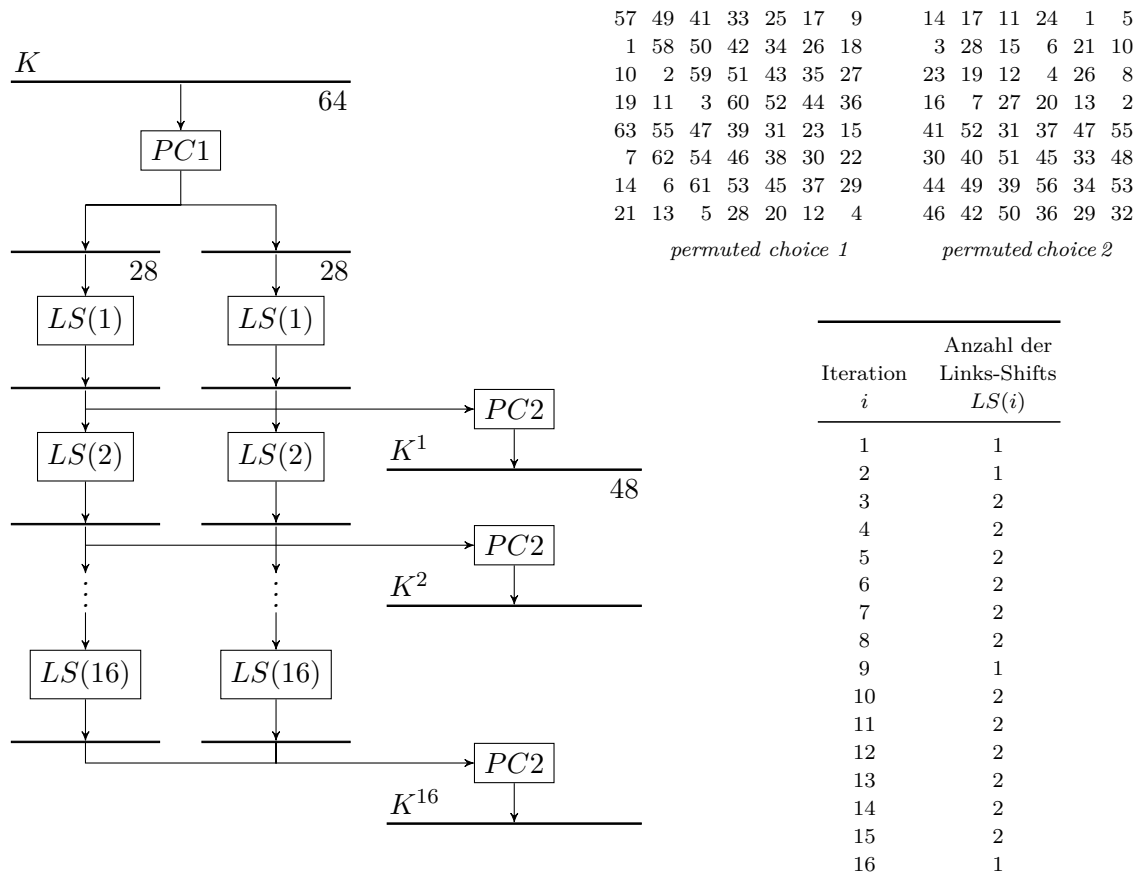 K
64
PC1
28
28
LS(1)
LS(1)
PC2
LS(2)
LS(2)
K^1
48
PC2
K^2
⋮
⋮
LS(16)
LS(16)
PC2
K^16
57 49 41 33 25 17 9
1 58 50 42 34 26 18
10 2 59 51 43 35 27
19 11 3 60 52 44 36
63 55 47 39 31 23 15
7 62 54 46 38 30 22
14 6 61 53 45 37 29
21 13 5 28 20 12 4
permuted choice 1
14 17 11 24 1 5
3 28 15 6 21 10
23 19 12 4 26 8
16 7 27 20 13 2
41 52 31 37 47 55
30 40 51 45 33 48
44 49 39 56 34 53
46 42 50 36 29 32
permuted choice 2
Anzahl der
Iteration Links-Shifts
i LS(i)
1 1
2 1
3 2
4 2
5 2
6 2
7 2
8 2
9 1
10 2
11 2
12 2
13 2
14 2
15 2
16 1